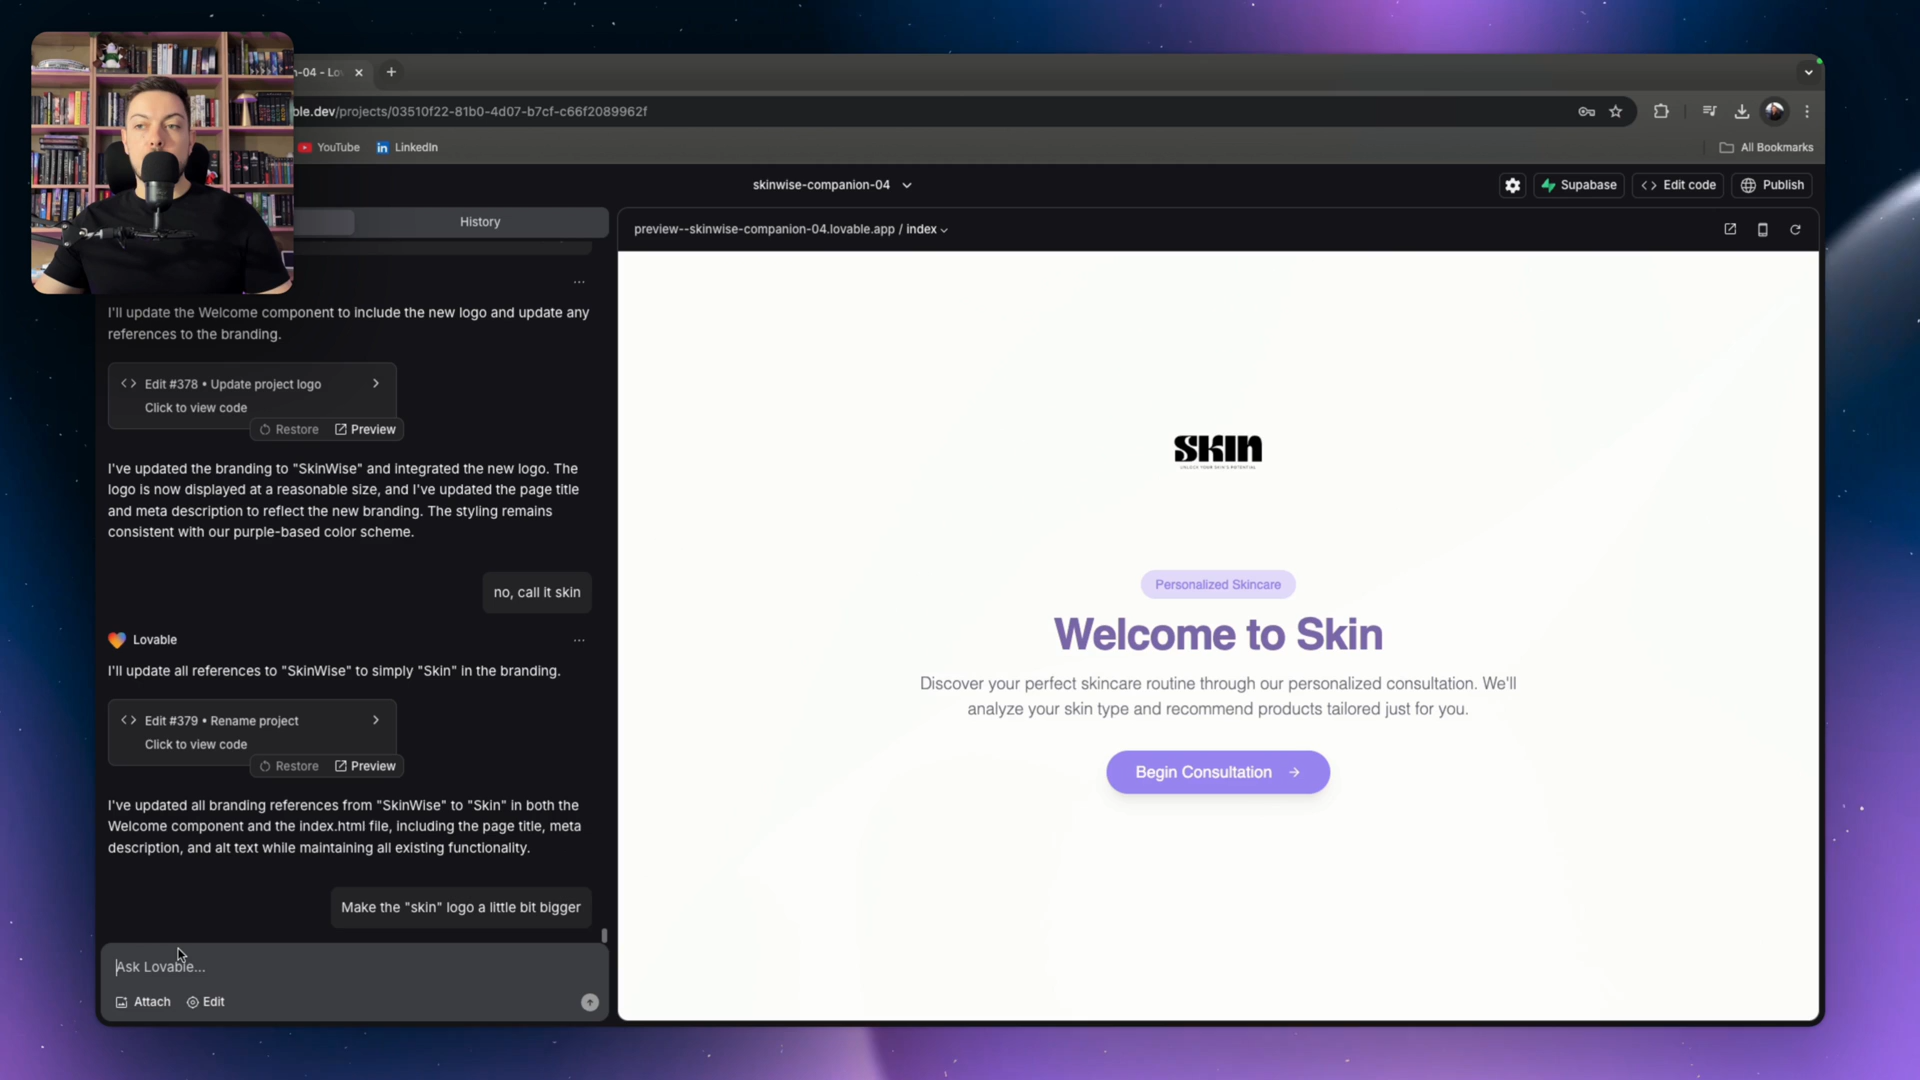 n-04 - Lo
ble.dev/projects/03510f22-81b0-4d07-b7cf-c66f2089962f
YouTube
LinkedIn
All Bookmarks
skinwise-companion-04
Supabase
Edit code
Publish
History
preview--skinwise-companion-04.lovable.app / index
I'll update the Welcome component to include the new logo and update any
references to the branding.
Edit #378 • Update project logo
Click to view code
Restore
Preview
I've updated the branding to "SkinWise" and integrated the new logo. The
logo is now displayed at a reasonable size, and I've updated the page title
and meta description to reflect the new branding. The styling remains
consistent with our purple-based color scheme.
no, call it skin
Lovable
I'll update all references to "SkinWise" to simply "Skin" in the branding.
Edit #379 • Rename project
Click to view code
Restore
Preview
I've updated all branding references from "SkinWise" to "Skin" in both the
Welcome component and the index.html file, including the page title, meta
description, and alt text while maintaining all existing functionality.
Make the "skin" logo a little bit bigger
Ask Lovable...
Attach
Edit
SKIN
UNLOCK YOUR SKIN'S POTENTIAL
Personalized Skincare
Welcome to Skin
Discover your perfect skincare routine through our personalized consultation. We'll
analyze your skin type and recommend products tailored just for you.
Begin Consultation